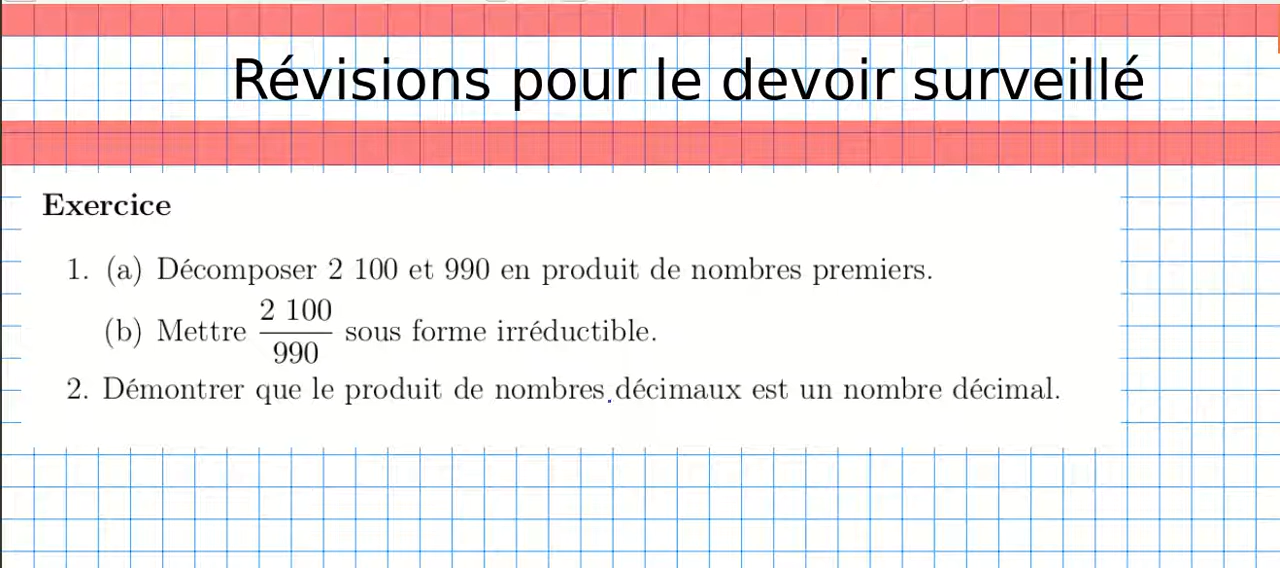 Révisions pour le devoir surveillé
Exercice
1. (a) Décomposer 2 100 et 990 en produit de nombres premiers.
(b) Mettre 2 100/990 sous forme irréductible.
2. Démontrer que le produit de nombres décimaux est un nombre décimal.